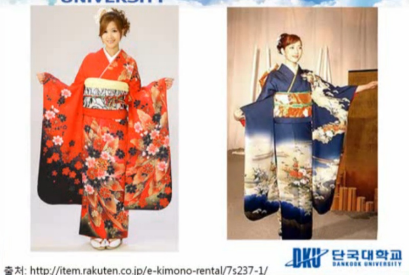 UNIVERSITY
DKU 단국대학교
DANKOOK UNIVERSITY
출처: http://item.rakuten.co.jp/e-kimono-rental/7s237-1/